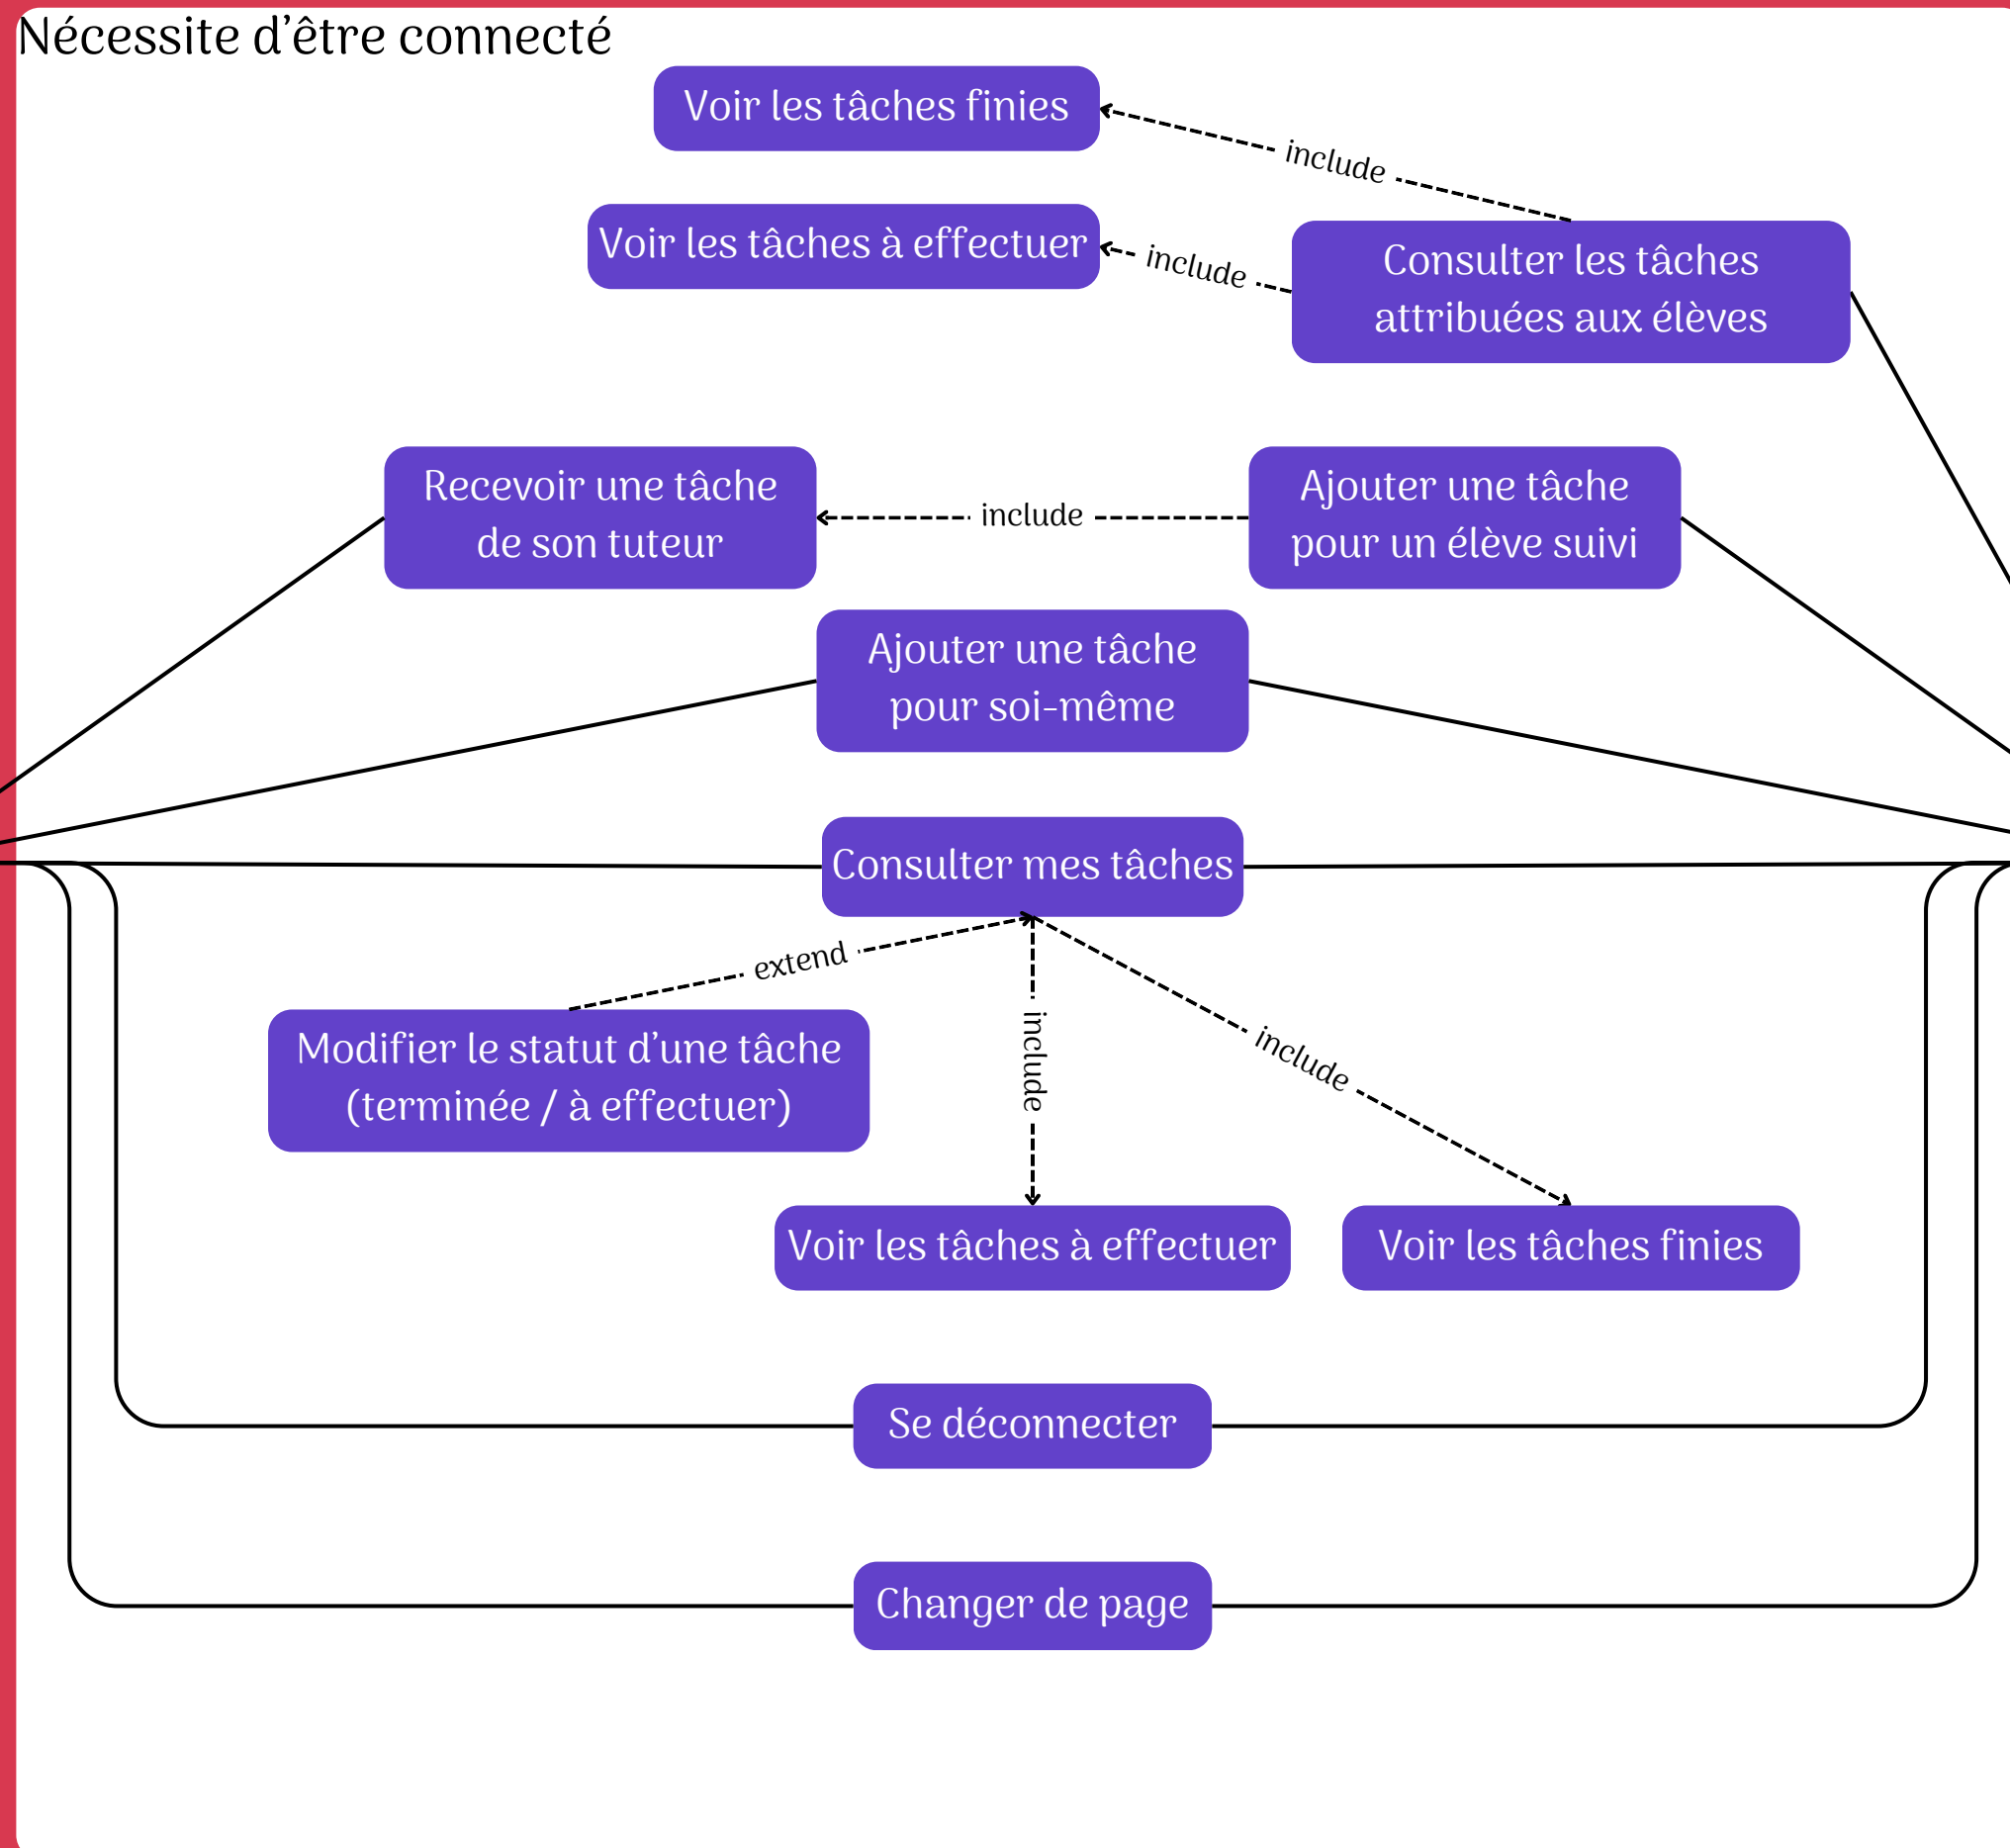 Nécessite d’être connecté
Voir les tâches finies
include
Voir les tâches à effectuer
include
Consulter les tâches
attribuées aux élèves
Recevoir une tâche
de son tuteur
include
Ajouter une tâche
pour un élève suivi
Ajouter une tâche
pour soi-même
Consulter mes tâches
extend
Modifier le statut d’une tâche
(terminée / à effectuer)
include
include
Voir les tâches à effectuer
Voir les tâches finies
Se déconnecter
Changer de page